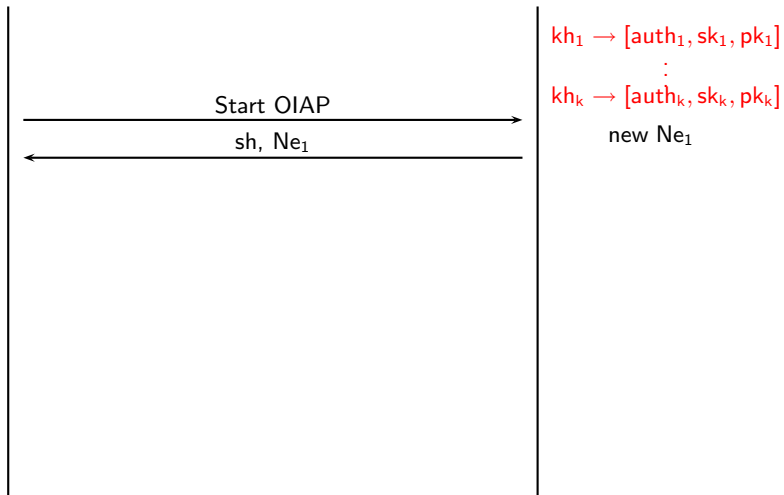 kh₁ → [auth₁, sk₁, pk₁]
⋮
khₖ → [authₖ, skₖ, pkₖ]
Start OIAP
new Ne₁
sh, Ne₁